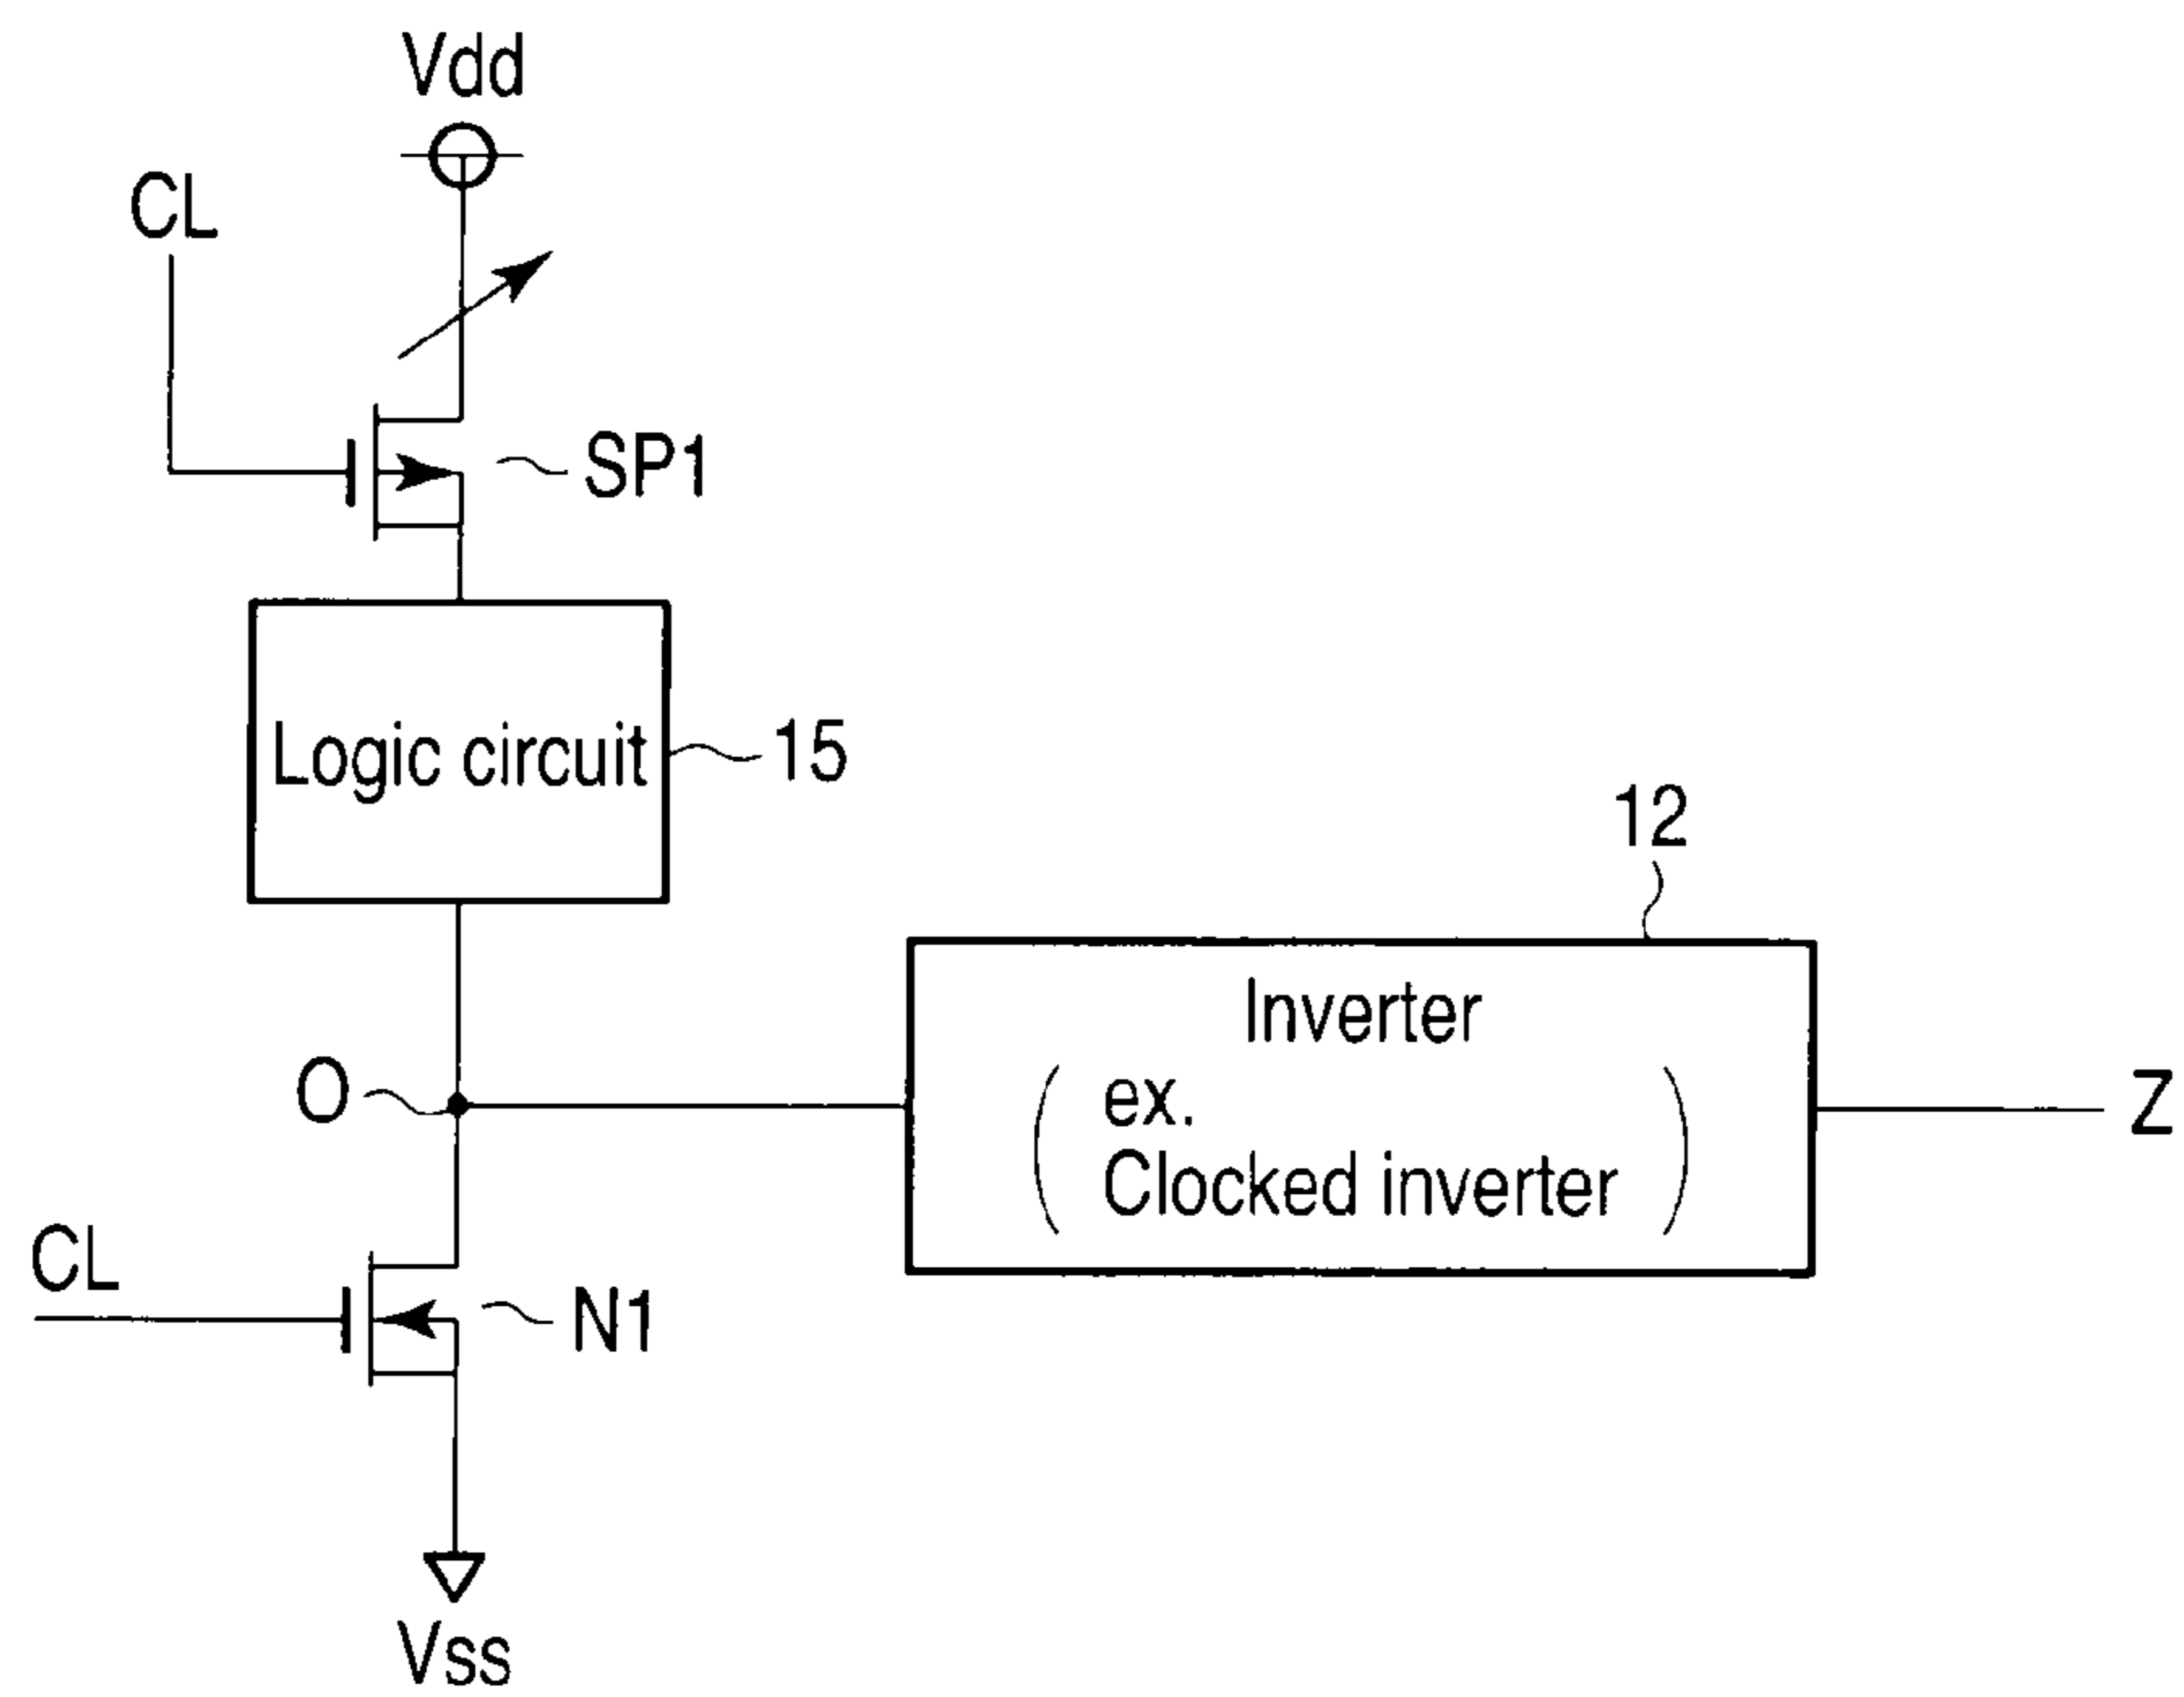 Vdd
CL
SP1
Logic circuit
15
12
Inverter
O
ex.
Clocked inverter
Z
CL
N1
Vss